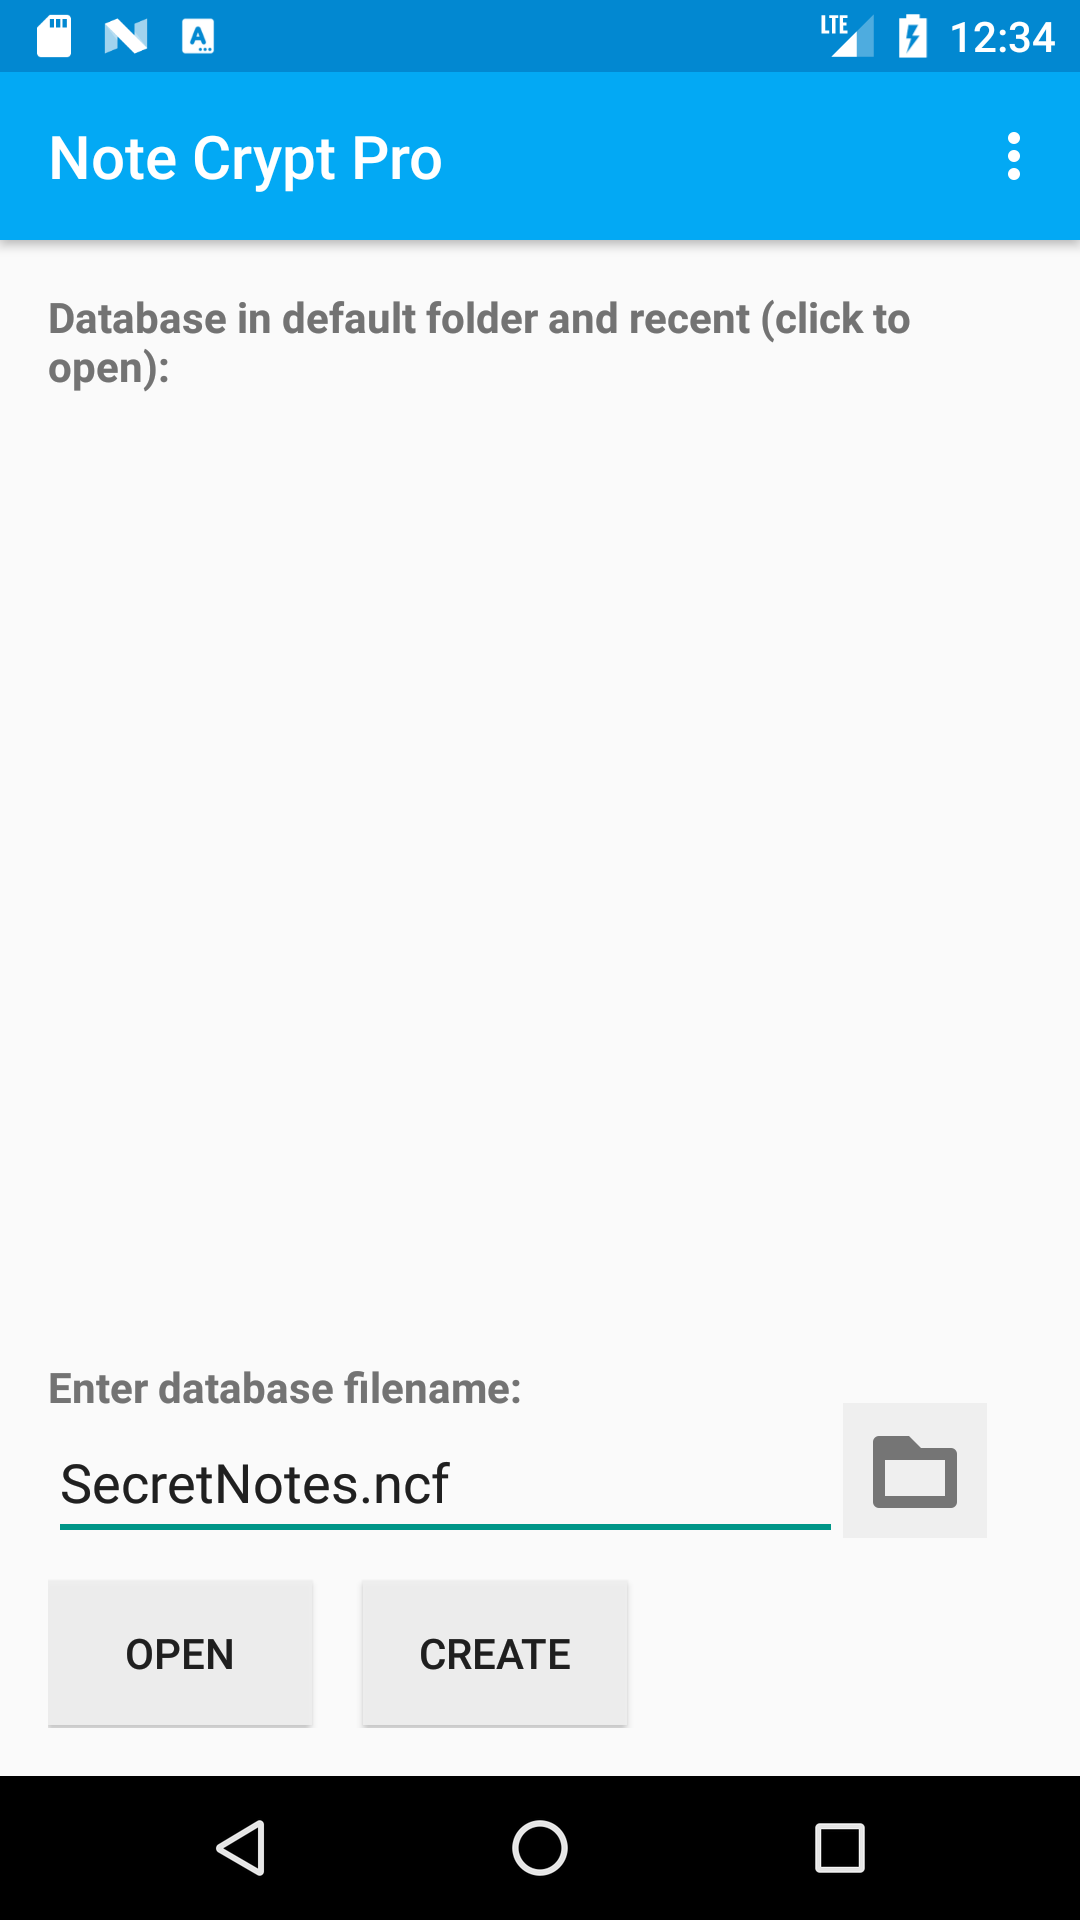 LTE 12:34
Note Crypt Pro
Database in default folder and recent (click to
open):
Enter database filename:
SecretNotes.ncf
OPEN CREATE